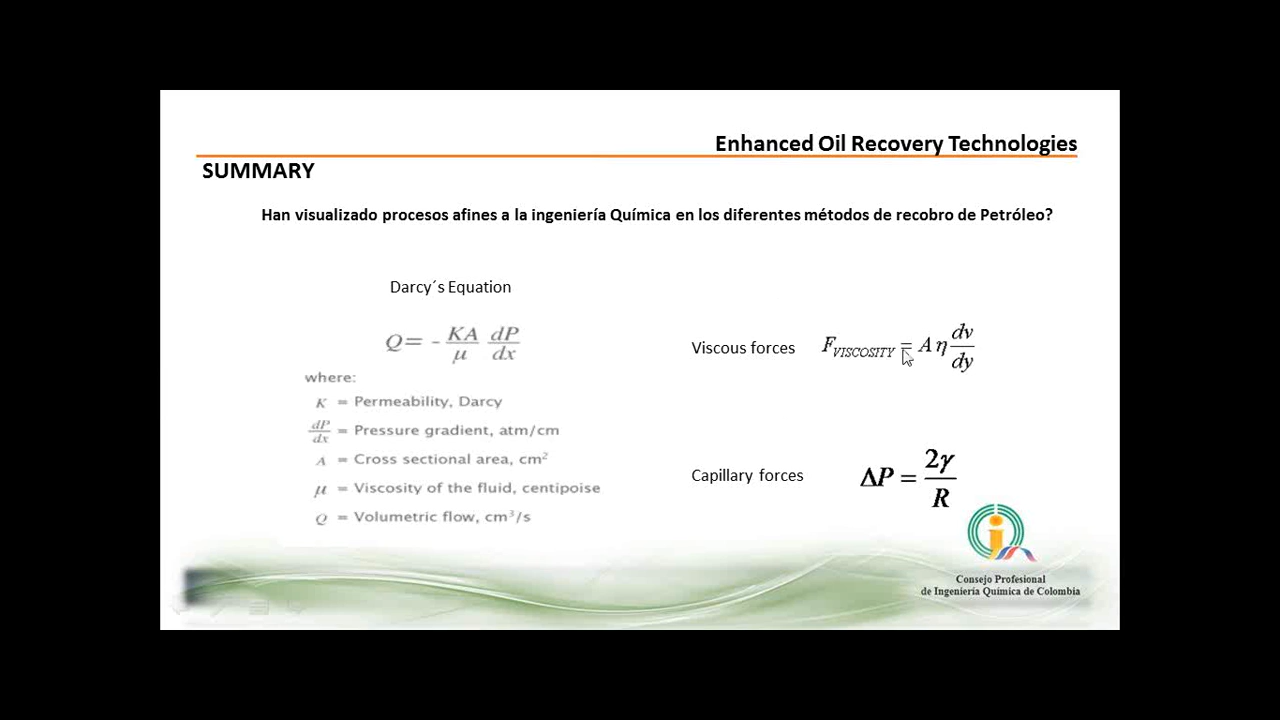 Enhanced Oil Recovery Technologies
SUMMARY
Han visualizado procesos afines a la ingeniería Química en los diferentes métodos de recobro de Petróleo?
Darcy´s Equation
Q = - KA/μ dP/dx
where:
K = Permeability, Darcy
dP/dx = Pressure gradient, atm/cm
A = Cross sectional area, cm²
μ = Viscosity of the fluid, centipoise
Q = Volumetric flow, cm³/s
Viscous forces F_VISCOSITY = A η dv/dy
Capillary forces ΔP = 2γ/R
Consejo Profesional
de Ingeniería Química de Colombia